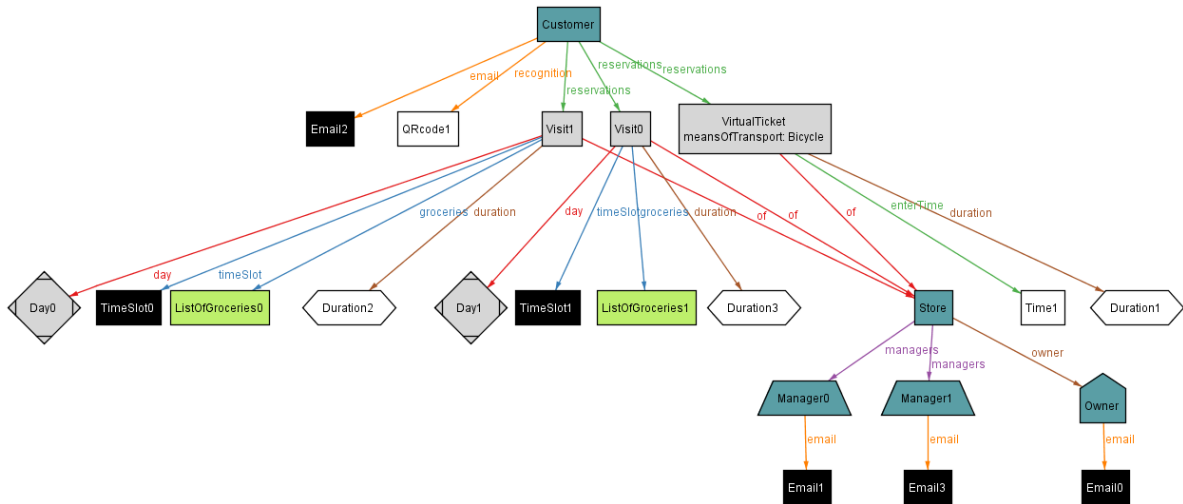 Customer
email
recognition
reservations
reservations
reservations
Email2
QRcode1
Visit1
Visit0
VirtualTicket
meansOfTransport: Bicycle
groceries
duration
day
timeSlot
groceries
duration
of
of
of
enterTime
duration
day
timeSlot
Day0
TimeSlot0
ListOfGroceries0
Duration2
Day1
TimeSlot1
ListOfGroceries1
Duration3
Store
Time1
Duration1
managers
managers
owner
Manager0
Manager1
Owner
email
email
email
Email1
Email3
Email0